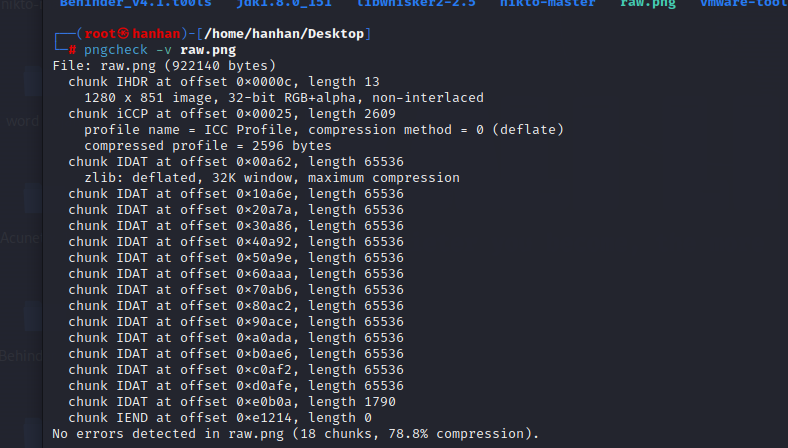 Behinder_v4.1.t00ls jdk1.8.0_151 libwhisker2-2.5 nikto-master raw.png vmware-tool
┌──(root㉿hanhan)-[/home/hanhan/Desktop]
└─# pngcheck -v raw.png
File: raw.png (922140 bytes)
chunk IHDR at offset 0×0000c, length 13
1280 x 851 image, 32-bit RGB+alpha, non-interlaced
chunk iCCP at offset 0×00025, length 2609
profile name = ICC Profile, compression method = 0 (deflate)
compressed profile = 2596 bytes
chunk IDAT at offset 0×00a62, length 65536
zlib: deflated, 32K window, maximum compression
chunk IDAT at offset 0×10a6e, length 65536
chunk IDAT at offset 0×20a7a, length 65536
chunk IDAT at offset 0×30a86, length 65536
chunk IDAT at offset 0×40a92, length 65536
chunk IDAT at offset 0×50a9e, length 65536
chunk IDAT at offset 0×60aaa, length 65536
chunk IDAT at offset 0×70ab6, length 65536
chunk IDAT at offset 0×80ac2, length 65536
chunk IDAT at offset 0×90ace, length 65536
chunk IDAT at offset 0×a0ada, length 65536
chunk IDAT at offset 0×b0ae6, length 65536
chunk IDAT at offset 0×c0af2, length 65536
chunk IDAT at offset 0×d0afe, length 65536
chunk IDAT at offset 0×e0b0a, length 1790
chunk IEND at offset 0×e1214, length 0
No errors detected in raw.png (18 chunks, 78.8% compression).
word
Acune
Behind